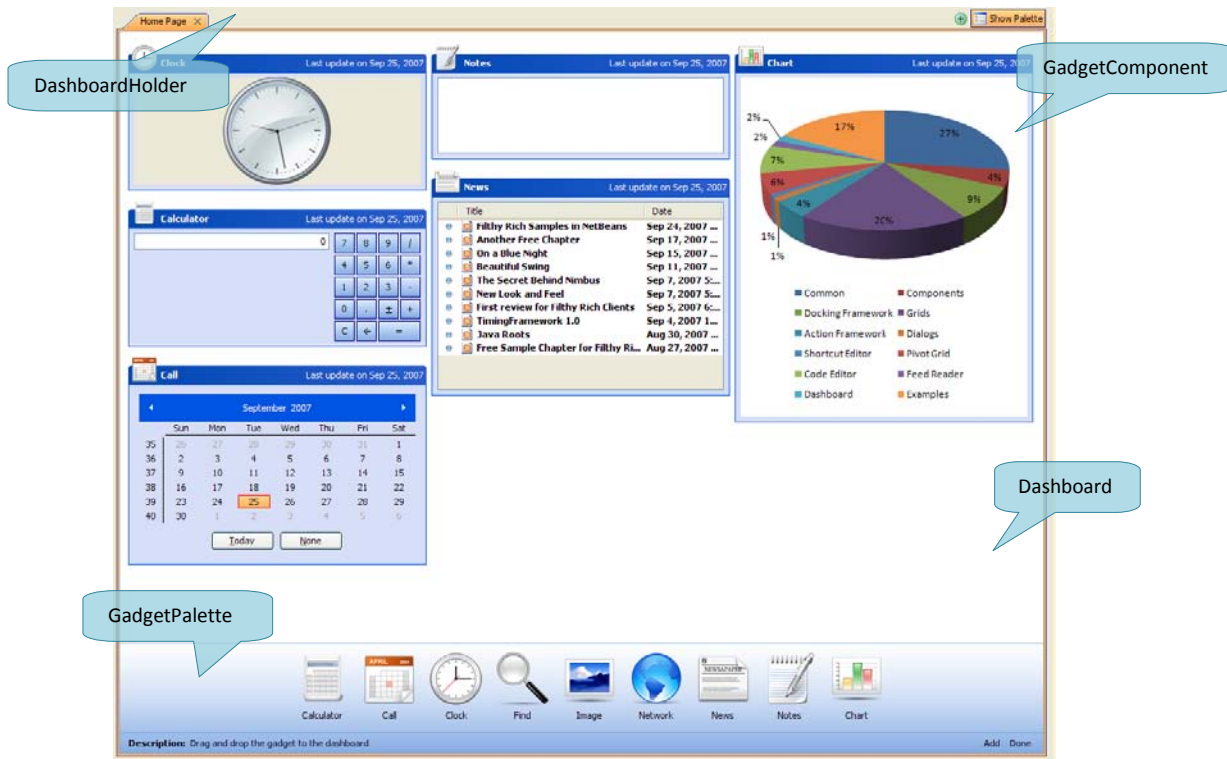 Home Page
Show Palette
DashboardHolder
GadgetComponent
Clock Last update on Sep 25, 2007
Notes Last update on Sep 25, 2007
Chart Last update on Sep 25, 2007
2%
2%
7%
6%
1%
1%
4%
20%
9%
4%
27%
17%
Common
Components
Docking Framework
Grids
Action Framework
Dialogs
Shortcut Editor
Pivot Grid
Code Editor
Feed Reader
Dashboard
Examples
News Last update on Sep 25, 2007
Title Date
Filthy Rich Samples in NetBeans Sep 24, 2007 ...
Another Free Chapter Sep 17, 2007 ...
On a Blue Night Sep 15, 2007 ...
Beautiful Swing Sep 11, 2007 ...
The Secret Behind Nimbus Sep 7, 2007 5:...
New Look and Feel Sep 7, 2007 5:...
First review for Filthy Rich Clients Sep 5, 2007 6:...
TimingFramework 1.0 Sep 4, 2007 1...
Java Roots Aug 30, 2007 ...
Free Sample Chapter for Filthy Ri... Aug 27, 2007 ...
Calculator Last update on Sep 25, 2007
0
7 8 9 /
4 5 6 *
1 2 3 -
0 . ± +
C ← =
Call Last update on Sep 25, 2007
September 2007
Sun Mon Tue Wed Thu Fri Sat
35 26 27 28 29 30 31 1
36 2 3 4 5 6 7 8
37 9 10 11 12 13 14 15
38 16 17 18 19 20 21 22
39 23 24 25 26 27 28 29
40 30 1 2 3 4 5 6
Today None
Dashboard
GadgetPalette
APRIL
NEWSPAPER
Calculator Call Clock Find Image Network News Notes Chart
Description: Drag and drop the gadget to the dashboard
Add Done